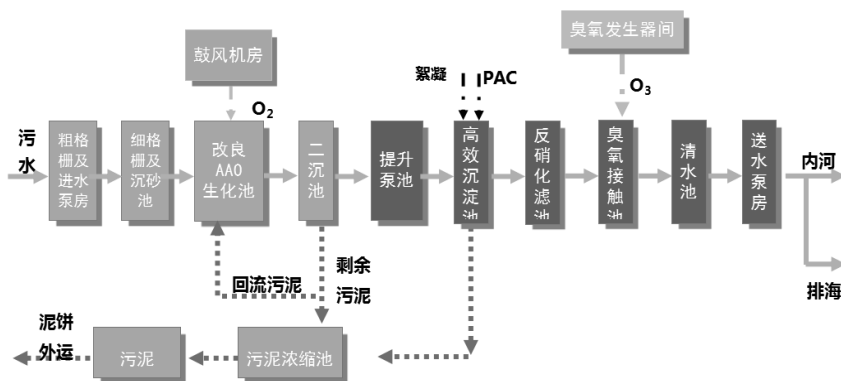 鼓风机房
臭氧发生器间
絮凝
PAC
O₂
O₃
污
水
粗格
栅及
进水
泵房
细格
栅及
沉砂
池
改良
AAO
生化池
二
沉
池
提升
泵池
高
效
沉
淀
池
反
硝
化
滤
池
臭
氧
接
触
池
清
水
池
送
水
泵
房
内河
排海
回流污泥
剩余
污泥
泥饼
外运
污泥
污泥浓缩池